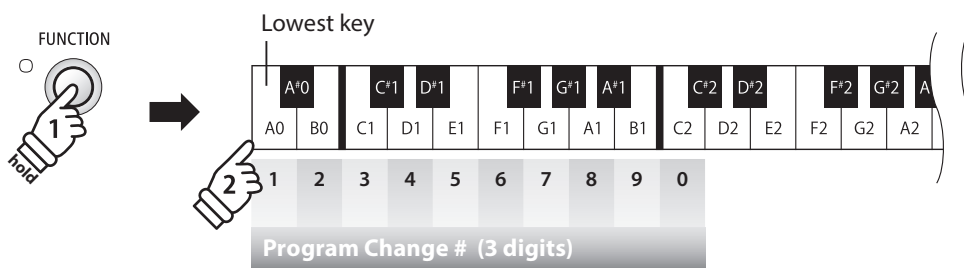 Lowest key
FUNCTION
A#0 C#1 D#1 F#1 G#1 A#1 C#2 D#2 F#2 G#2 A
A0 B0 C1 D1 E1 F1 G1 A1 B1 C2 D2 E2 F2 G2 A2
1
hold
2
1 2 3 4 5 6 7 8 9 0
Program Change # (3 digits)